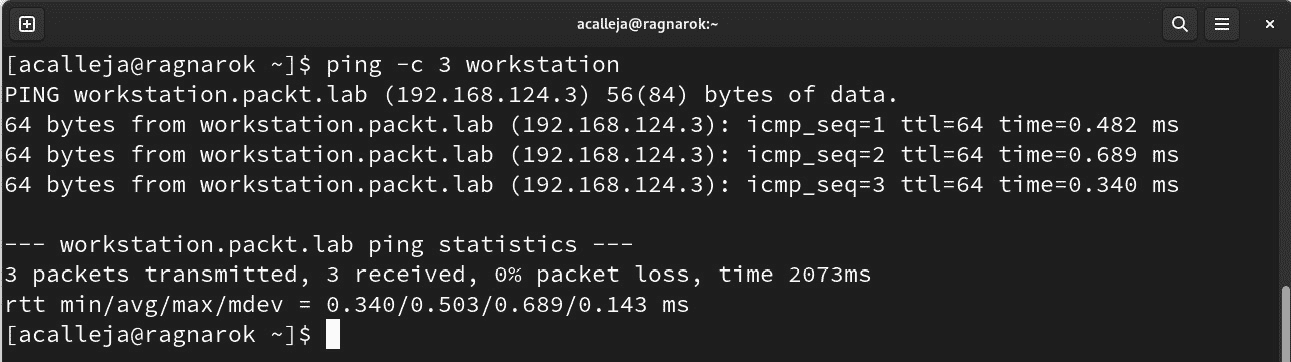 acalleja@ragnarok:~
[acalleja@ragnarok ~]$ ping -c 3 workstation
PING workstation.packt.lab (192.168.124.3) 56(84) bytes of data.
64 bytes from workstation.packt.lab (192.168.124.3): icmp_seq=1 ttl=64 time=0.482 ms
64 bytes from workstation.packt.lab (192.168.124.3): icmp_seq=2 ttl=64 time=0.689 ms
64 bytes from workstation.packt.lab (192.168.124.3): icmp_seq=3 ttl=64 time=0.340 ms
--- workstation.packt.lab ping statistics ---
3 packets transmitted, 3 received, 0% packet loss, time 2073ms
rtt min/avg/max/mdev = 0.340/0.503/0.689/0.143 ms
[acalleja@ragnarok ~]$